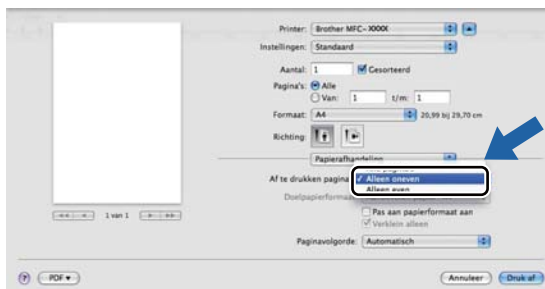 Printer: Brother MFC-XXXX
Instellingen: Standaard
Aantal: 1 Gesorteerd
Pagina's: Alle
Van: 1 t/m: 1
Formaat: A4 20,99 bij 29,70 cm
Richting:
Papierafhandeling
Af te drukken pagina
Alleen oneven
Alleen even
Doelpapierformaa
Pas aan papierformaat aan
Verklein alleen
1 van 1
Paginavolgorde: Automatisch
? PDF Annuleer Druk af